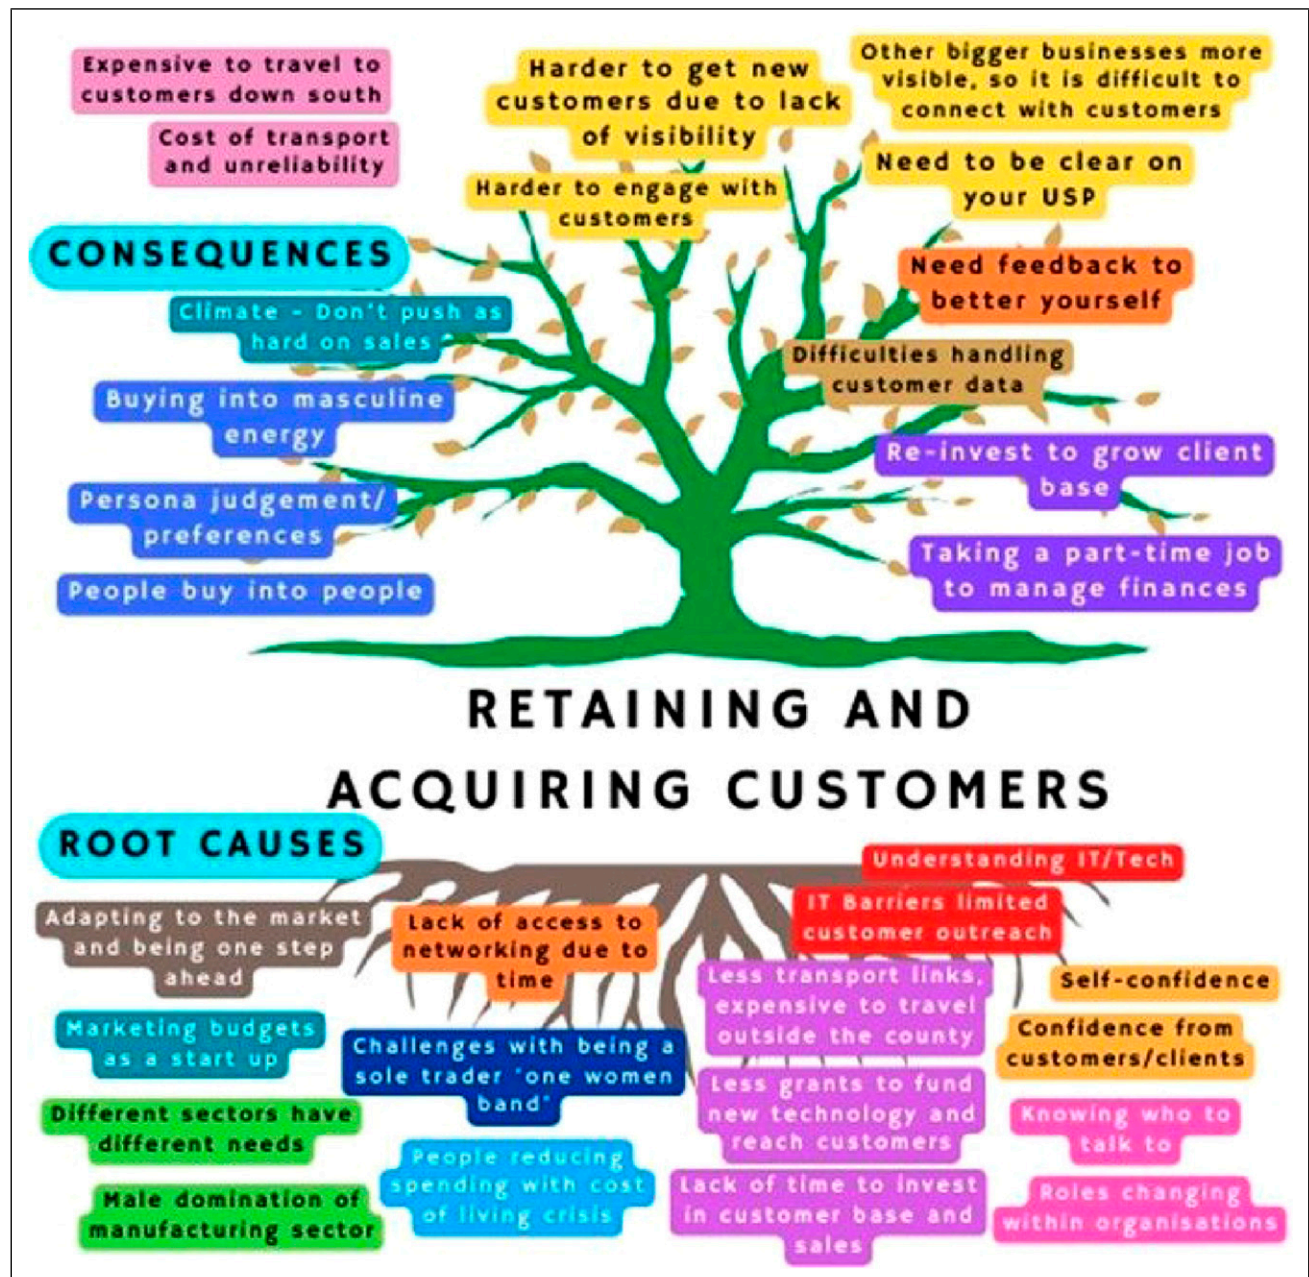 Expensive to travel to
customers down south
Cost of transport
and unreliability
Harder to get new
customers due to lack
of visibility
Harder to engage with
customers
Other bigger businesses more
visible, so it is difficult to
connect with customers
Need to be clear on
your USP
CONSEQUENCES
Need feedback to
better yourself
Climate - Don't push as
hard on sales
Difficulties handling
customer data
Buying into masculine
energy
Re-invest to grow client
base
Persona judgement/
preferences
Taking a part-time job
to manage finances
People buy into people
RETAINING AND
ACQUIRING CUSTOMERS
ROOT CAUSES
Understanding IT/Tech
IT Barriers limited
customer outreach
Adapting to the market
and being one step
ahead
Lack of access to
networking due to
time
Less transport links,
expensive to travel
outside the county
Self-confidence
Marketing budgets
as a start up
Challenges with being a
sole trader "one women
band"
Confidence from
customers/clients
Less grants to fund
new technology and
reach customers
Different sectors have
different needs
Knowing who to
talk to
People reducing
spending with cost
of living crisis
Lack of time to invest
in customer base and
sales
Male domination of
manufacturing sector
Roles changing
within organisations